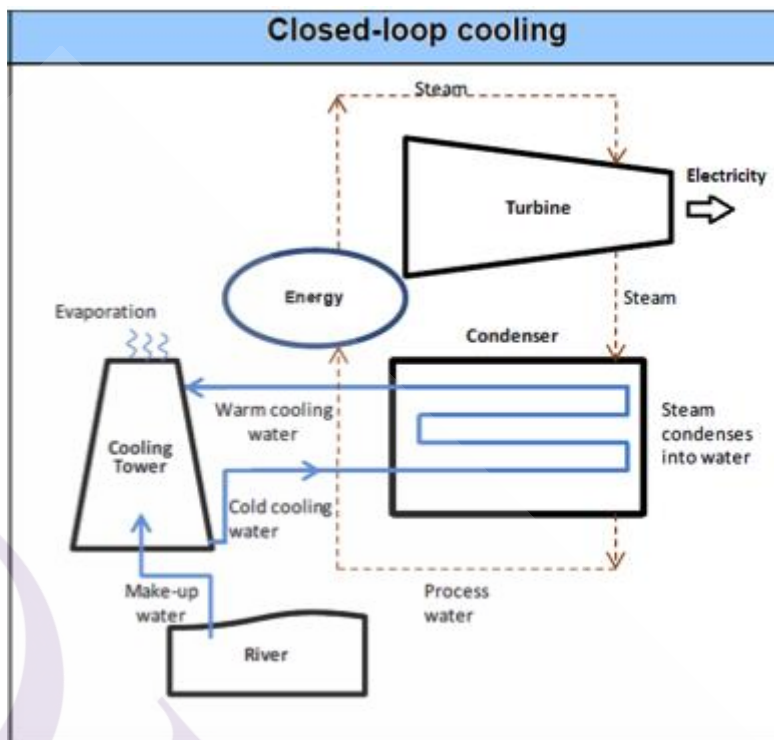 Closed-loop cooling
Steam
Electricity
Turbine
Energy
Steam
Evaporation
Condenser
Warm cooling
water
Steam
condenses
into water
Cooling
Tower
Cold cooling
water
Make-up
water
Process
water
River